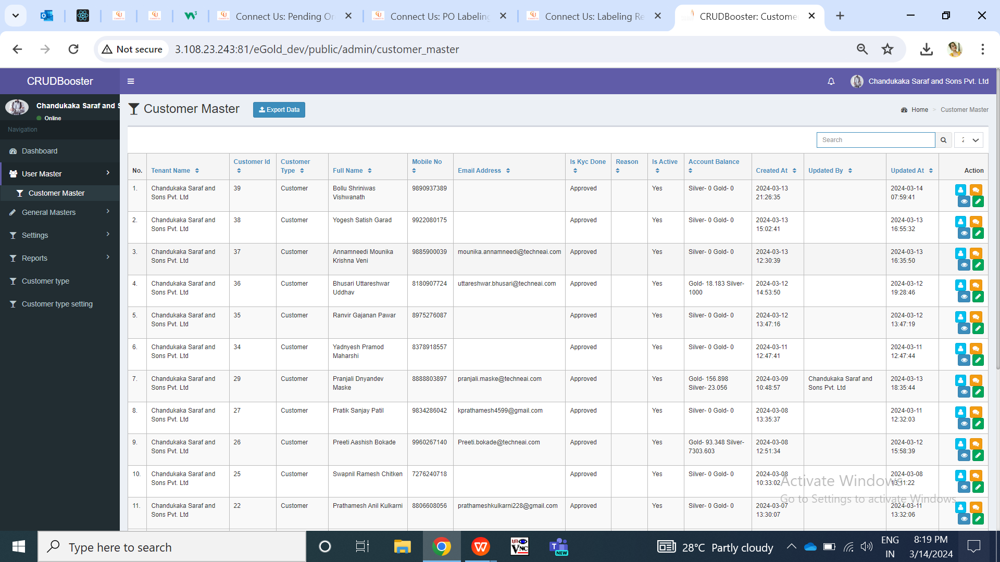 Connect Us: Pending Or
Connect Us: PO Labeling
Connect Us: Labeling Re
CRUDBooster: Custome
Not secure
3.108.23.243:81/eGold_dev/public/admin/customer_master
CRUDBooster
Chandukaka Saraf and Sons Pvt. Ltd
Chandukaka Saraf and S
Online
Navigation
Dashboard
User Master
Customer Master
General Masters
Settings
Reports
Customer type
Customer type setting
Customer Master
Export Data
Home > Customer Master
Search
No. Tenant Name Customer Id Customer Type Full Name Mobile No Email Address Is Kyc Done Reason Is Active Account Balance Created At Updated By Updated At Action
1. Chandukaka Saraf and Sons Pvt. Ltd 39 Customer Bollu Shriniwas Vishwanath 9890937389 Approved Yes Silver- 0 Gold- 0 2024-03-13 21:26:35 2024-03-14 07:59:41
2. Chandukaka Saraf and Sons Pvt. Ltd 38 Customer Yogesh Satish Garad 9922080175 Approved Yes Silver- 0 Gold- 0 2024-03-13 15:02:41 2024-03-13 16:55:32
3. Chandukaka Saraf and Sons Pvt. Ltd 37 Customer Annamneedi Mounika Krishna Veni 9885900039 mounika.annamneedi@techneai.com Approved Yes Silver- 0 Gold- 0 2024-03-13 12:30:39 2024-03-13 16:35:50
4. Chandukaka Saraf and Sons Pvt. Ltd 36 Customer Bhusari Uttareshwar Uddhav 8180907724 uttareshwar.bhusari@techneai.com Approved Yes Gold- 18.183 Silver- 1000 2024-03-12 14:53:50 2024-03-12 19:28:46
5. Chandukaka Saraf and Sons Pvt. Ltd 35 Customer Ranvir Gajanan Pawar 8975276087 Approved Yes Silver- 0 Gold- 0 2024-03-12 13:47:16 2024-03-12 13:47:19
6. Chandukaka Saraf and Sons Pvt. Ltd 34 Customer Yadnyesh Pramod Maharshi 8378918557 Approved Yes Silver- 0 Gold- 0 2024-03-11 12:47:41 2024-03-11 12:47:44
7. Chandukaka Saraf and Sons Pvt. Ltd 29 Customer Pranjali Dnyandev Maske 8888803897 pranjali.maske@techneai.com Approved Yes Gold- 156.898 Silver- 23.056 2024-03-09 10:48:57 Chandukaka Saraf and Sons Pvt. Ltd 2024-03-13 18:35:44
8. Chandukaka Saraf and Sons Pvt. Ltd 27 Customer Pratik Sanjay Patil 9834286042 kprathamesh4599@gmail.com Approved Yes Silver- 0 Gold- 0 2024-03-08 13:35:37 2024-03-11 12:32:03
9. Chandukaka Saraf and Sons Pvt. Ltd 26 Customer Preeti Aashish Bokade 9960267140 Preeti.bokade@techneai.com Approved Yes Gold- 93.348 Silver- 7303.603 2024-03-08 12:51:34 2024-03-12 15:58:39
10. Chandukaka Saraf and Sons Pvt. Ltd 25 Customer Swapnil Ramesh Chitken 7276240718 Approved Yes Silver- 0 Gold- 0 2024-03-08 10:33:02 2024-03-08 13:11:22
11. Chandukaka Saraf and Sons Pvt. Ltd 22 Customer Prathamesh Anil Kulkarni 8806608056 prathameshkulkarni228@gmail.com Approved Yes Silver- 0 Gold- 0 2024-03-07 13:30:07 2024-03-11 13:32:06
Activate Windows
Go to Settings to activate Windows.
Type here to search
28°C Partly cloudy
ENG
IN
8:19 PM
3/14/2024